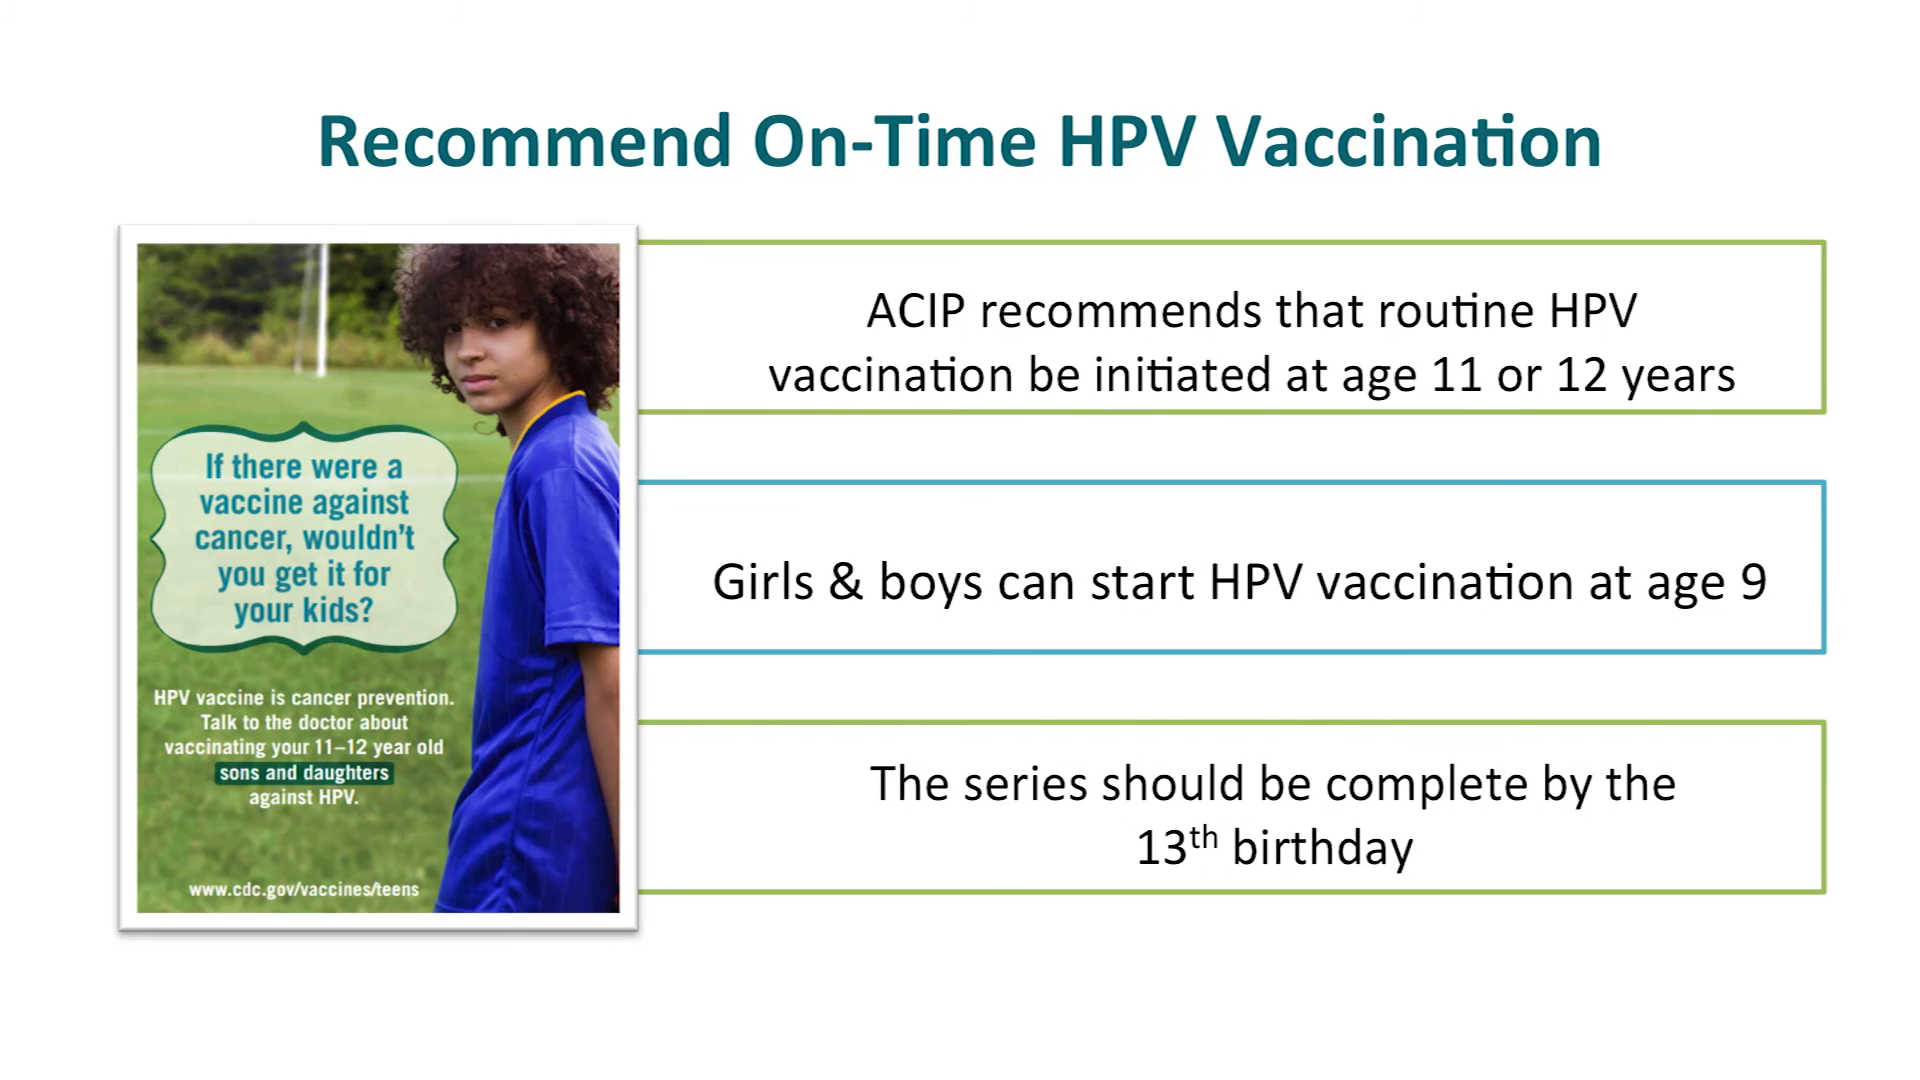 Recommend On-Time HPV Vaccination
If there were a
vaccine against
cancer, wouldn't
you get it for
your kids?
HPV vaccine is cancer prevention.
Talk to the doctor about
vaccinating your 11–12 year old
sons and daughters
against HPV.
www.cdc.gov/vaccines/teens
ACIP recommends that routine HPV
vaccination be initiated at age 11 or 12 years
Girls & boys can start HPV vaccination at age 9
The series should be complete by the
13th birthday